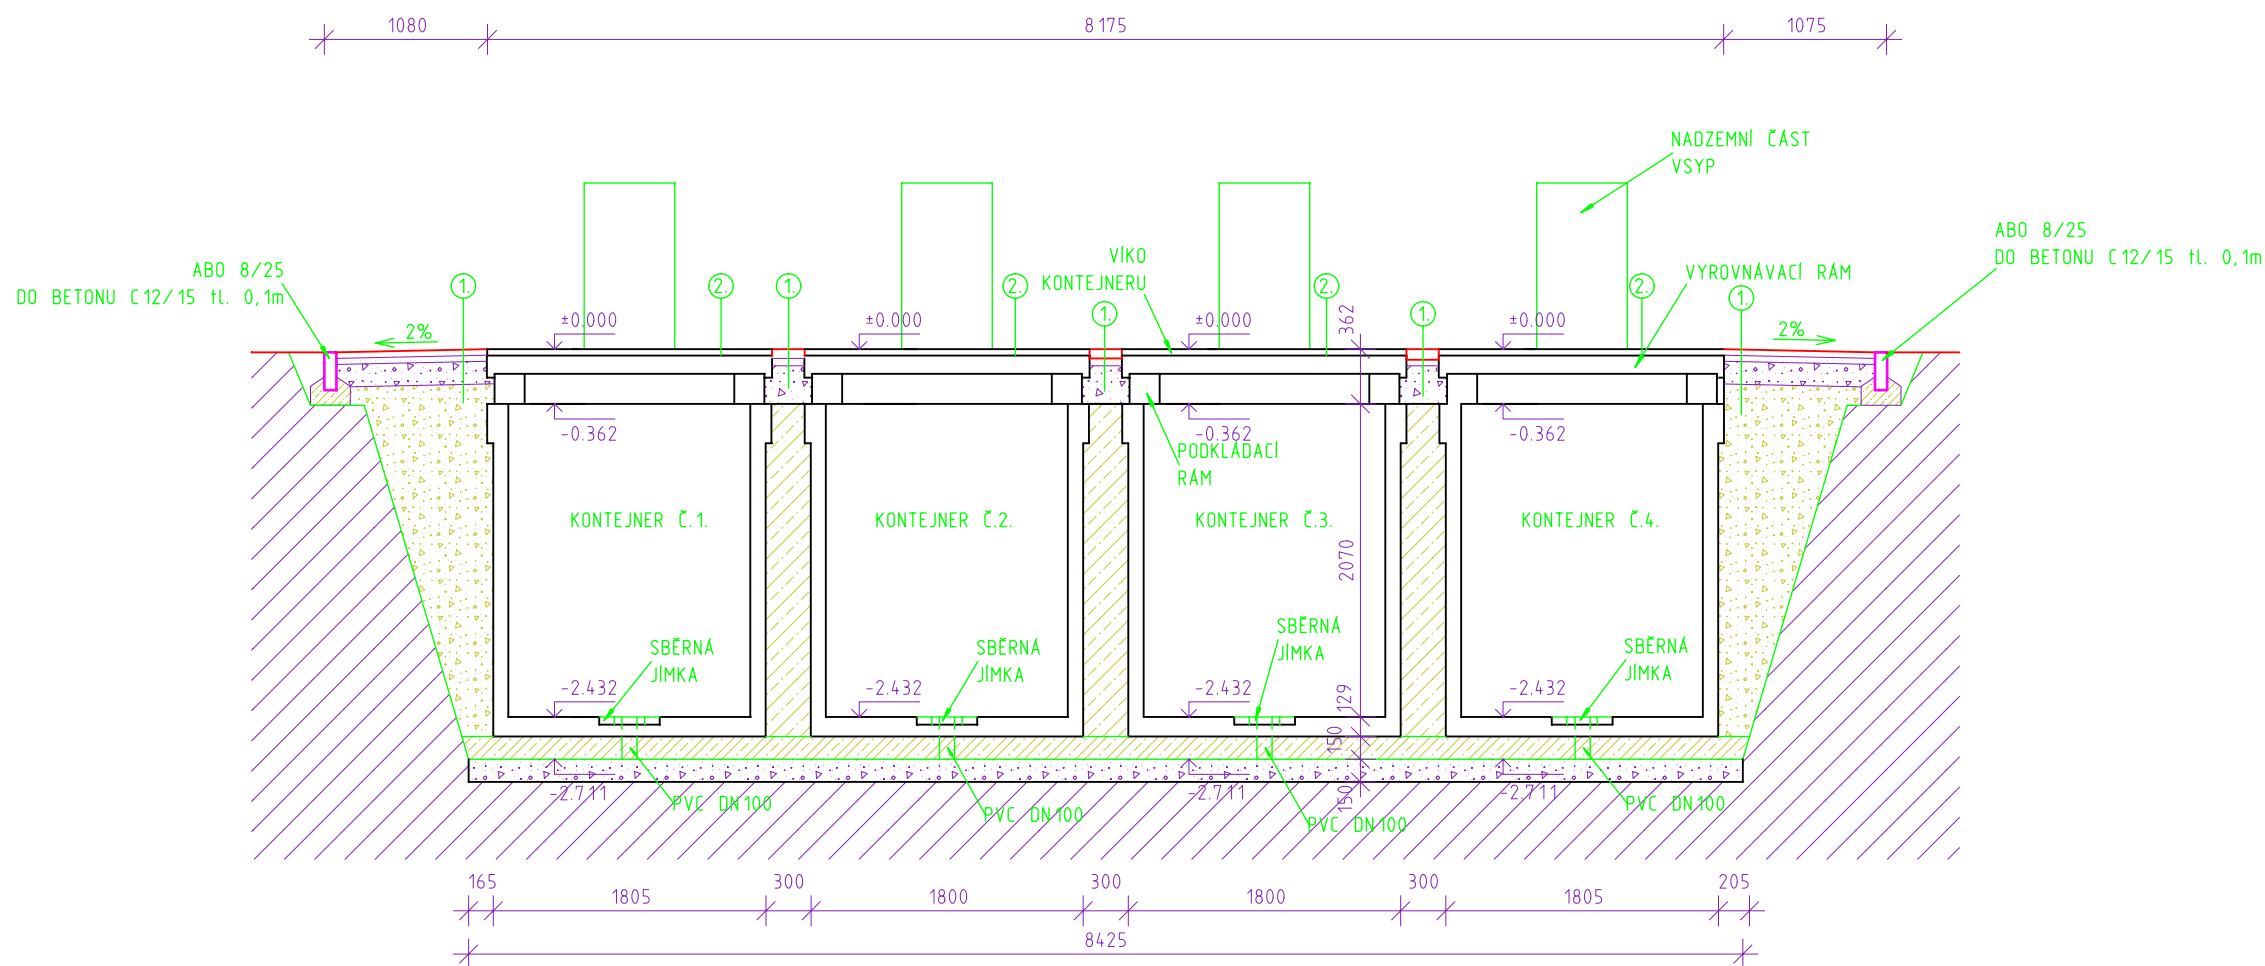 1080
8175
1075
NADZEMNÍ ČÁST
VSYP
ABO 8/25
DO BETONU C12/15 tl. 0,1m
ABO 8/25
DO BETONU C12/15 tl. 0,1m
VÍKO
KONTEJNERU
VYROVNÁVACÍ RÁM
1.
2.
1.
2.
1.
2.
1.
2.
1.
2%
2%
±0.000
±0.000
±0.000
±0.000
362
-0.362
-0.362
-0.362
-0.362
PODKLÁDACÍ
RÁM
KONTEJNER Č.1.
KONTEJNER Č.2.
KONTEJNER Č.3.
KONTEJNER Č.4.
2070
SBĚRNÁ
JÍMKA
SBĚRNÁ
JÍMKA
SBĚRNÁ
JÍMKA
SBĚRNÁ
JÍMKA
-2.432
-2.432
-2.432
-2.432
129
150
150
-2.711
-2.711
-2.711
PVC DN100
PVC DN100
PVC DN100
PVC DN100
165
1805
300
1800
300
1800
300
1805
205
8425